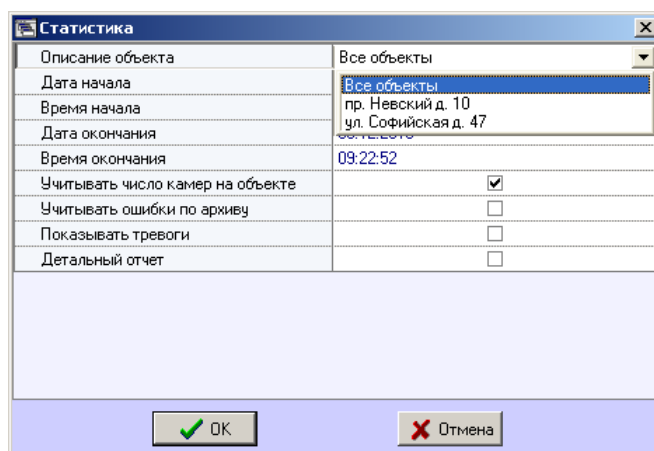 Статистика
Описание объекта Все объекты
Дата начала Все объекты
Время начала пр. Невский д. 10
ул. Софийская д. 47
Дата окончания
Время окончания 09:22:52
Учитывать число камер на объекте
Учитывать ошибки по архиву
Показывать тревоги
Детальный отчет
OK Отмена